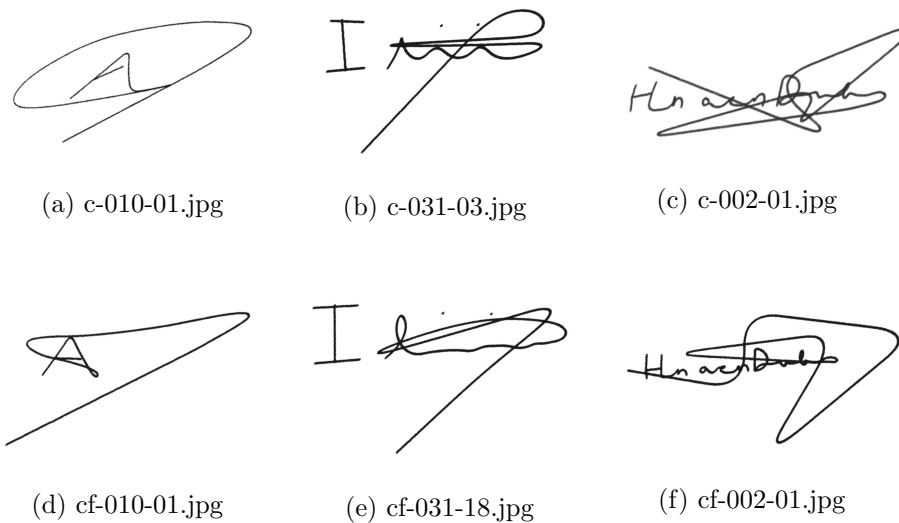 A
I
H n a c n D
(a) c-010-01.jpg (b) c-031-03.jpg (c) c-002-01.jpg
A
I
H n a c n D
(d) cf-010-01.jpg (e) cf-031-18.jpg (f) cf-002-01.jpg